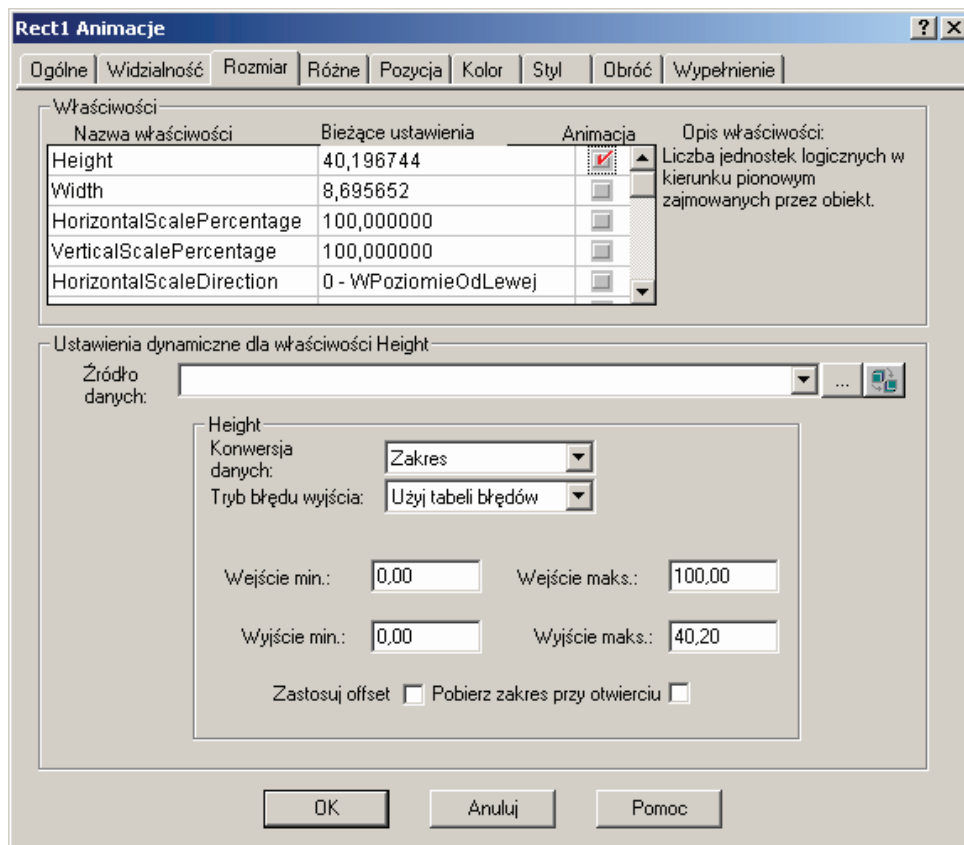 Rect1 Animacje
Ogólne Widzialność Rozmiar Różne Pozycja Kolor Styl Obróć Wypełnienie
Właściwości
Nazwa właściwości Bieżące ustawienia Animacja Opis właściwości:
Height 40,196744
Width 8,695652
HorizontalScalePercentage 100,000000
VerticalScalePercentage 100,000000
HorizontalScaleDirection 0 - WPoziomieOdLewej
Liczba jednostek logicznych w
kierunku pionowym
zajmowanych przez obiekt.
Ustawienia dynamiczne dla właściwości Height
Źródło
danych:
...
Height
Konwersja
danych: Zakres
Tryb błędu wyjścia: Użyj tabeli błędów
Wejście min.: 0,00 Wejście maks.: 100,00
Wyjście min.: 0,00 Wyjście maks.: 40,20
Zastosuj offset Pobierz zakres przy otwierciu
OK Anuluj Pomoc